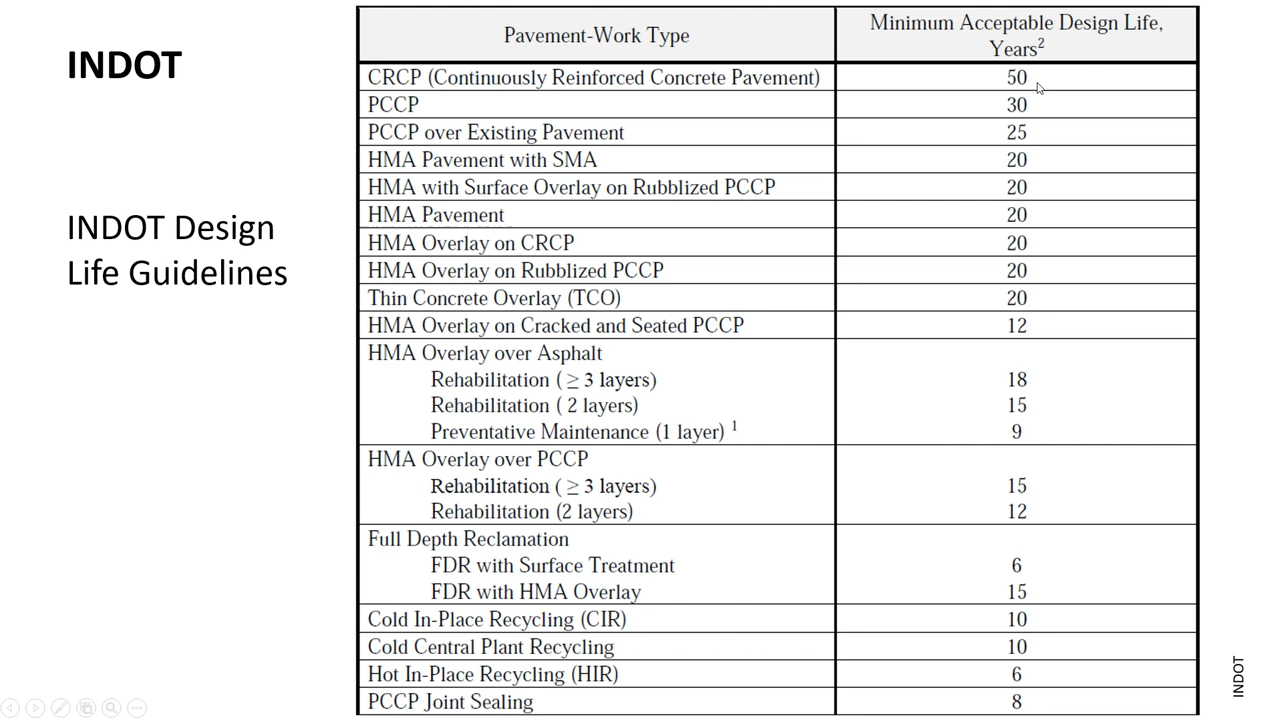 INDOT
INDOT Design
Life Guidelines
Pavement-Work Type
Minimum Acceptable Design Life,
Years2
CRCP (Continuously Reinforced Concrete Pavement) 50
PCCP 30
PCCP over Existing Pavement 25
HMA Pavement with SMA 20
HMA with Surface Overlay on Rubblized PCCP 20
HMA Pavement 20
HMA Overlay on CRCP 20
HMA Overlay on Rubblized PCCP 20
Thin Concrete Overlay (TCO) 20
HMA Overlay on Cracked and Seated PCCP 12
HMA Overlay over Asphalt
Rehabilitation ( ≥ 3 layers) 18
Rehabilitation ( 2 layers) 15
Preventative Maintenance (1 layer) 1 9
HMA Overlay over PCCP
Rehabilitation ( ≥ 3 layers) 15
Rehabilitation (2 layers) 12
Full Depth Reclamation
FDR with Surface Treatment 6
FDR with HMA Overlay 15
Cold In-Place Recycling (CIR) 10
Cold Central Plant Recycling 10
Hot In-Place Recycling (HIR) 6
PCCP Joint Sealing 8
INDOT